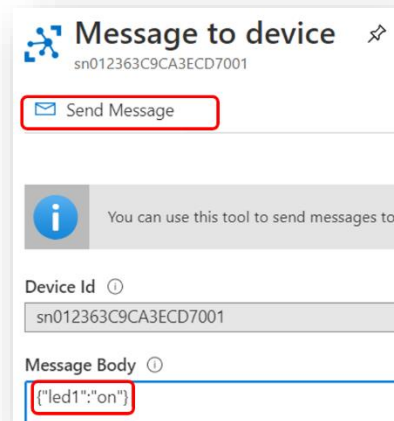 Message to device
sn012363C9CA3ECD7001
Send Message
You can use this tool to send messages to
Device Id
sn012363C9CA3ECD7001
Message Body
{"led1":"on"}